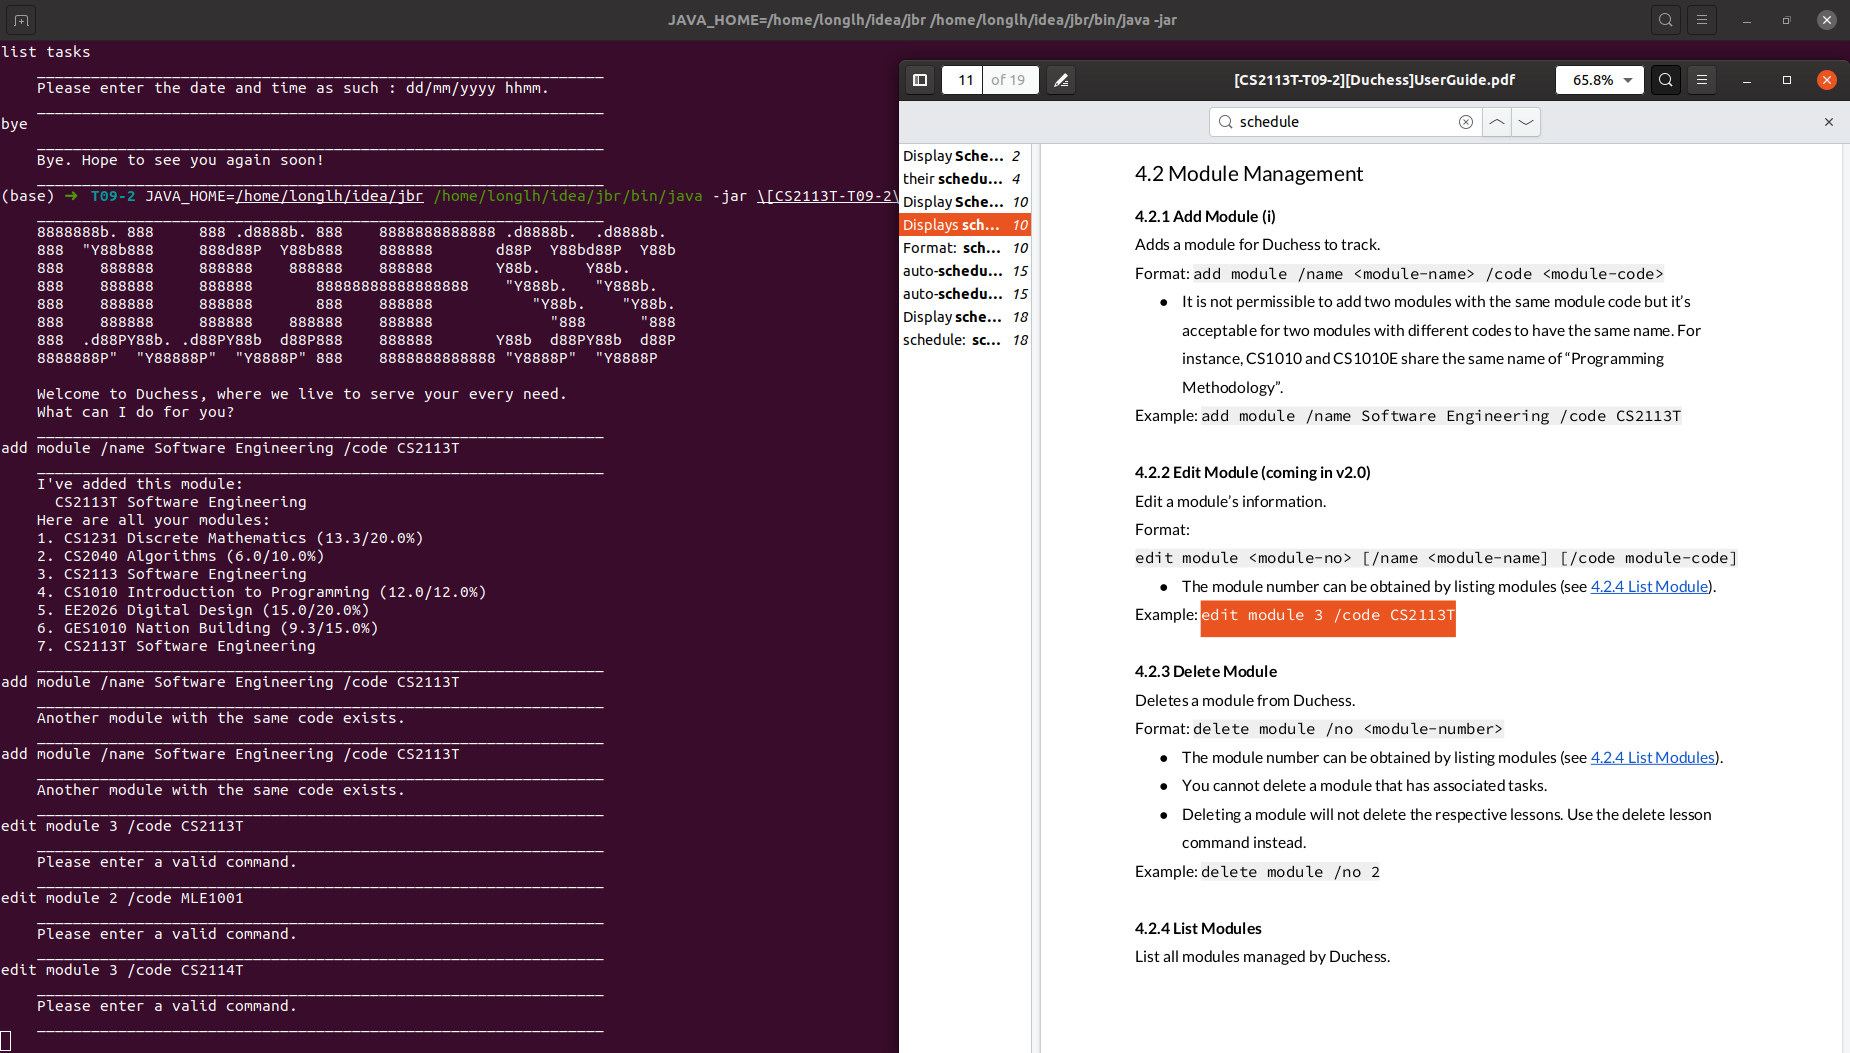 JAVA_HOME=/home/longlh/idea/jbr /home/longlh/idea/jbr/bin/java -jar
list tasks
Please enter the date and time as such : dd/mm/yyyy hhmm.
bye
Bye. Hope to see you again soon!
(base) ➜ T09-2 JAVA_HOME=/home/longlh/idea/jbr /home/longlh/idea/jbr/bin/java -jar \[CS2113T-T09-2\
8888888b. 888      888 .d8888b. 888    8888888888888 .d8888b.  .d8888b.
888  "Y88b888     888d88P  Y88b888    888888       d88P  Y88bd88P  Y88b
888    888888     888888    888888    888888       Y88b.     Y88b.
888    888888     888888       88888888888888888    "Y888b.   "Y888b.
888    888888     888888       888    888888           "Y88b.    "Y88b.
888    888888     888888    888888    888888             "888      "888
888  .d88PY88b. .d88PY88b  d88P888    888888       Y88b  d88PY88b  d88P
8888888P"  "Y88888P"  "Y8888P" 888    8888888888888 "Y8888P"  "Y8888P
Welcome to Duchess, where we live to serve your every need.
What can I do for you?
add module /name Software Engineering /code CS2113T
I've added this module:
CS2113T Software Engineering
Here are all your modules:
1. CS1231 Discrete Mathematics (13.3/20.0%)
2. CS2040 Algorithms (6.0/10.0%)
3. CS2113 Software Engineering
4. CS1010 Introduction to Programming (12.0/12.0%)
5. EE2026 Digital Design (15.0/20.0%)
6. GES1010 Nation Building (9.3/15.0%)
7. CS2113T Software Engineering
add module /name Software Engineering /code CS2113T
Another module with the same code exists.
add module /name Software Engineering /code CS2113T
Another module with the same code exists.
edit module 3 /code CS2113T
Please enter a valid command.
edit module 2 /code MLE1001
Please enter a valid command.
edit module 3 /code CS2114T
Please enter a valid command.
11 of 19
[CS2113T-T09-2][Duchess]UserGuide.pdf
65.8%
schedule
Display Sche... 2
their schedu... 4
Display Sche... 10
Displays sch... 10
Format: sch... 10
auto-schedu... 15
auto-schedu... 15
Display sche... 18
schedule: sc... 18
4.2 Module Management
4.2.1 Add Module (i)
Adds a module for Duchess to track.
Format: add module /name <module-name> /code <module-code>
● It is not permissible to add two modules with the same module code but it's
acceptable for two modules with different codes to have the same name. For
instance, CS1010 and CS1010E share the same name of “Programming
Methodology”.
Example: add module /name Software Engineering /code CS2113T
4.2.2 Edit Module (coming in v2.0)
Edit a module’s information.
Format:
edit module <module-no> [/name <module-name] [/code module-code]
● The module number can be obtained by listing modules (see 4.2.4 List Module).
Example: edit module 3 /code CS2113T
4.2.3 Delete Module
Deletes a module from Duchess.
Format: delete module /no <module-number>
● The module number can be obtained by listing modules (see 4.2.4 List Modules).
● You cannot delete a module that has associated tasks.
● Deleting a module will not delete the respective lessons. Use the delete lesson
command instead.
Example: delete module /no 2
4.2.4 List Modules
List all modules managed by Duchess.